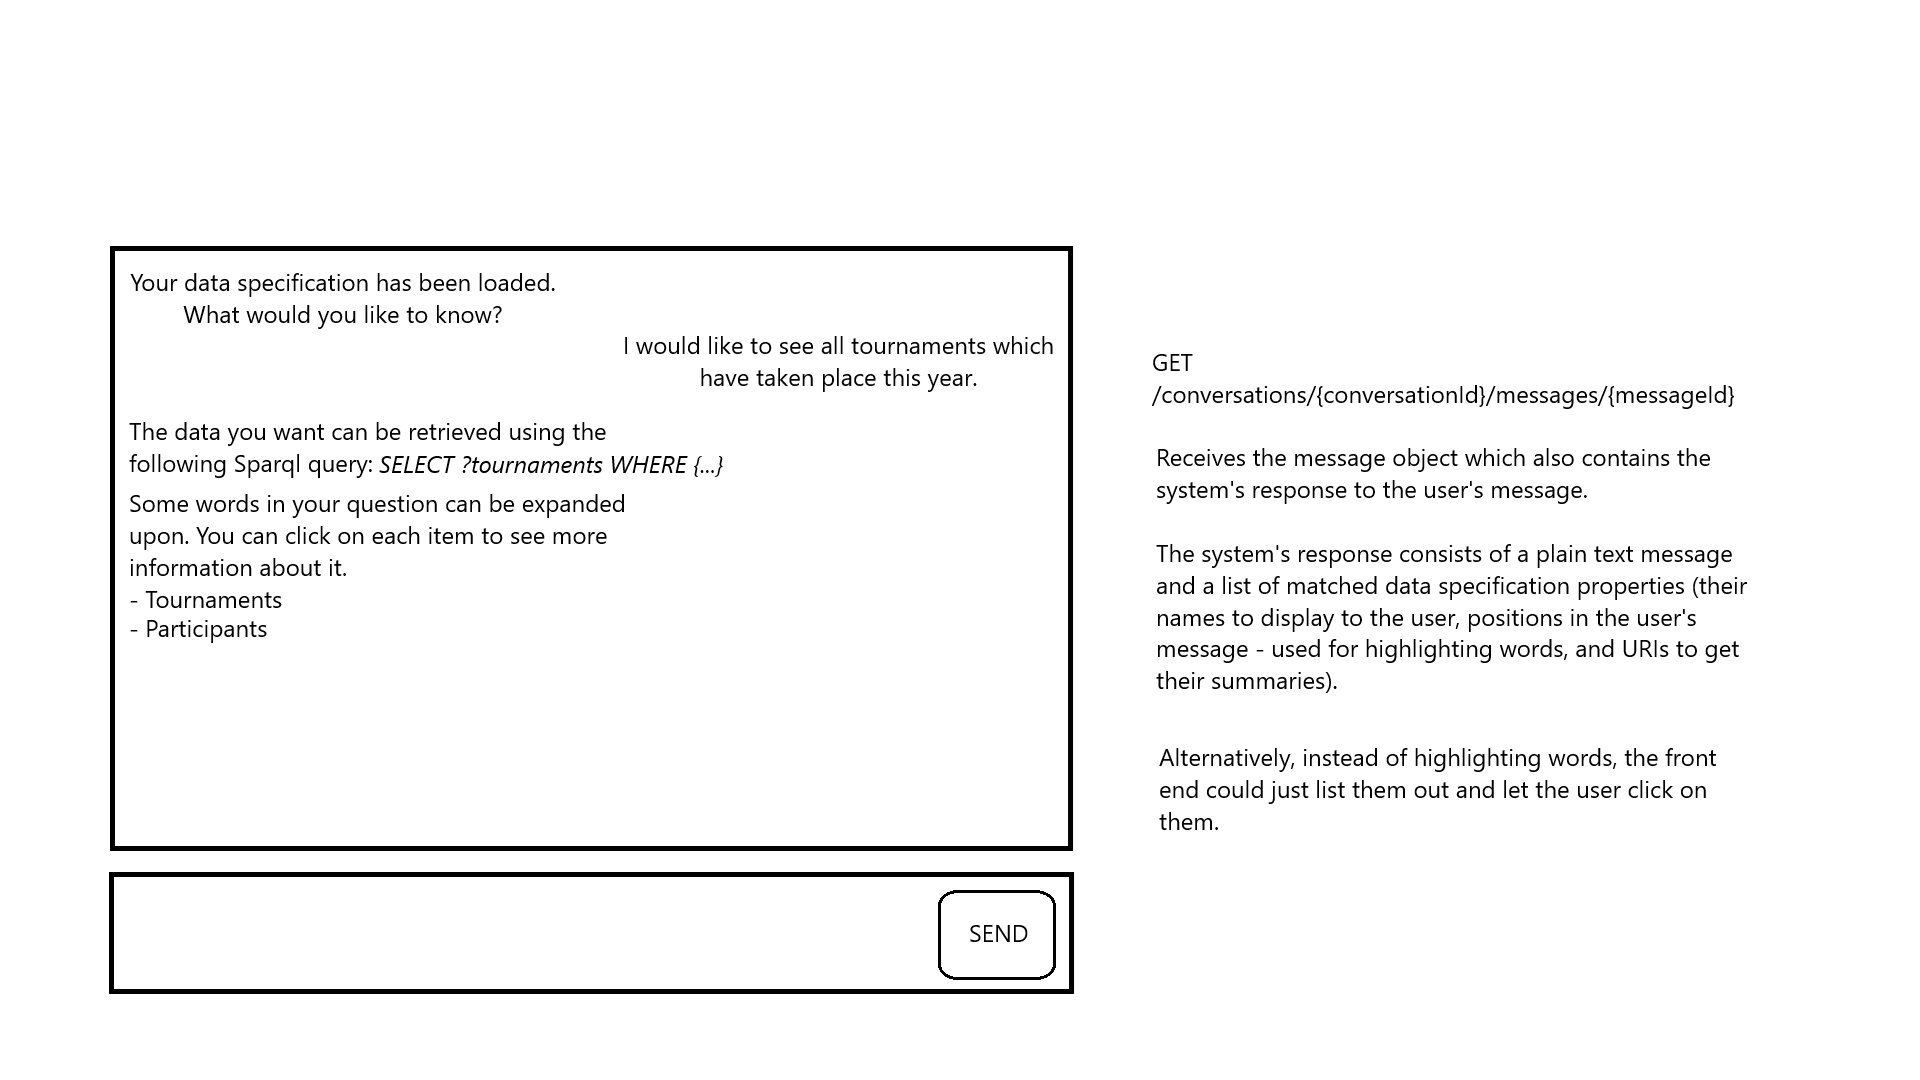 Your data specification has been loaded.
What would you like to know?
I would like to see all tournaments which
have taken place this year.
The data you want can be retrieved using the
following Sparql query: SELECT ?tournaments WHERE {...}
Some words in your question can be expanded
upon. You can click on each item to see more
information about it.
- Tournaments
- Participants
SEND
GET
/conversations/{conversationId}/messages/{messageId}
Receives the message object which also contains the
system's response to the user's message.
The system's response consists of a plain text message
and a list of matched data specification properties (their
names to display to the user, positions in the user's
message - used for highlighting words, and URIs to get
their summaries).
Alternatively, instead of highlighting words, the front
end could just list them out and let the user click on
them.